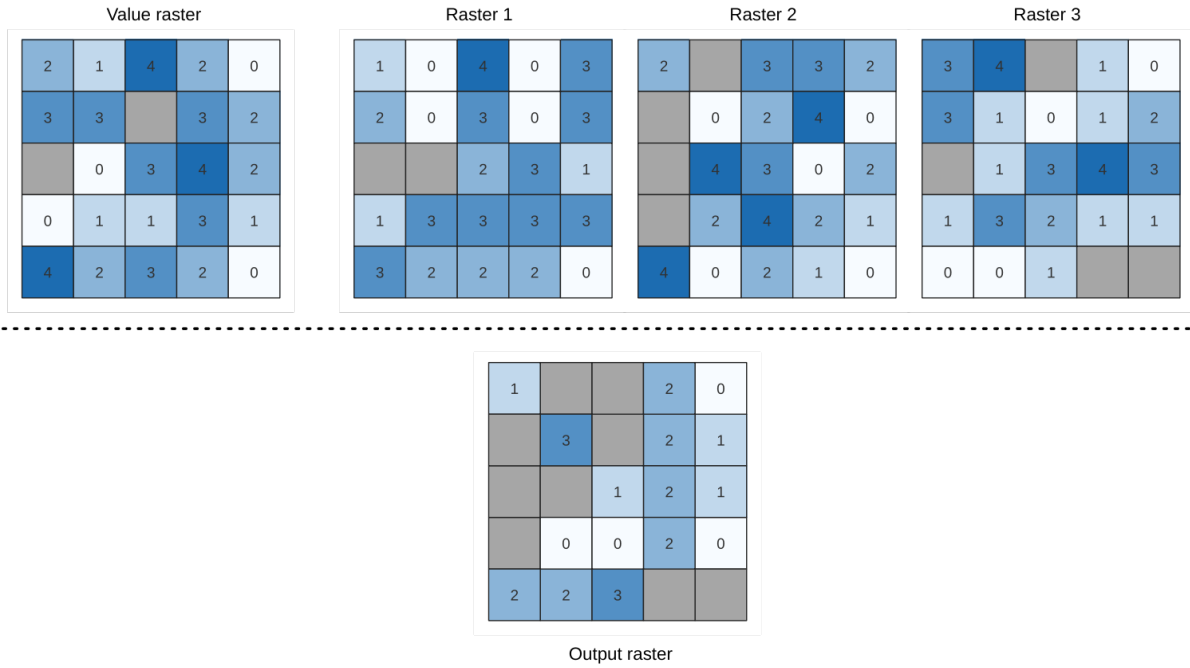 Value raster Raster 1 Raster 2 Raster 3
2 1 4 2 0 1 0 4 0 3 2 3 3 2 3 4 1 0
3 3 3 2 2 0 3 0 3 0 2 4 0 3 1 0 1 2
0 3 4 2 2 3 1 4 3 0 2 1 3 4 3
0 1 1 3 1 1 3 3 3 3 2 4 2 1 1 3 2 1 1
4 2 3 2 0 3 2 2 2 0 4 0 2 1 0 0 0 1
1 2 0
3 2 1
1 2 1
0 0 2 0
2 2 3
Output raster